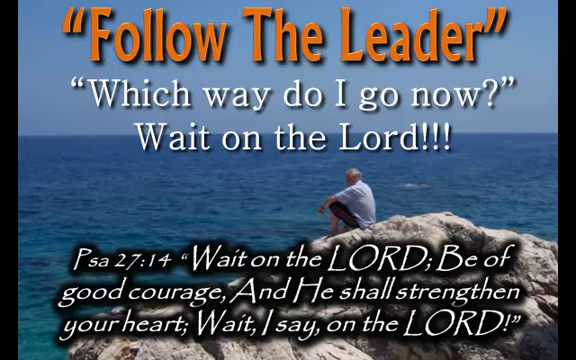 “Follow The Leader”
“Which way do I go now?”
Wait on the Lord!!!
Psa 27:14 “Wait on the LORD; Be of
good courage, And He shall strengthen
your heart; Wait, I say, on the LORD!”